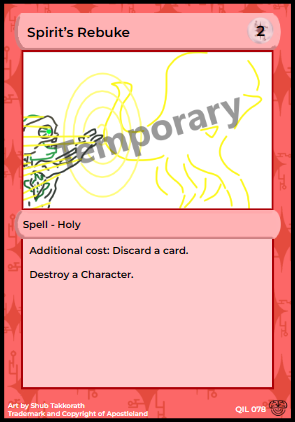 Spirit’s Rebuke
2
Temporary
Spell - Holy
Additional cost: Discard a card.
Destroy a Character.
Art by Shub Takkorath
Trademark and Copyright of Apostleland
QIL 078